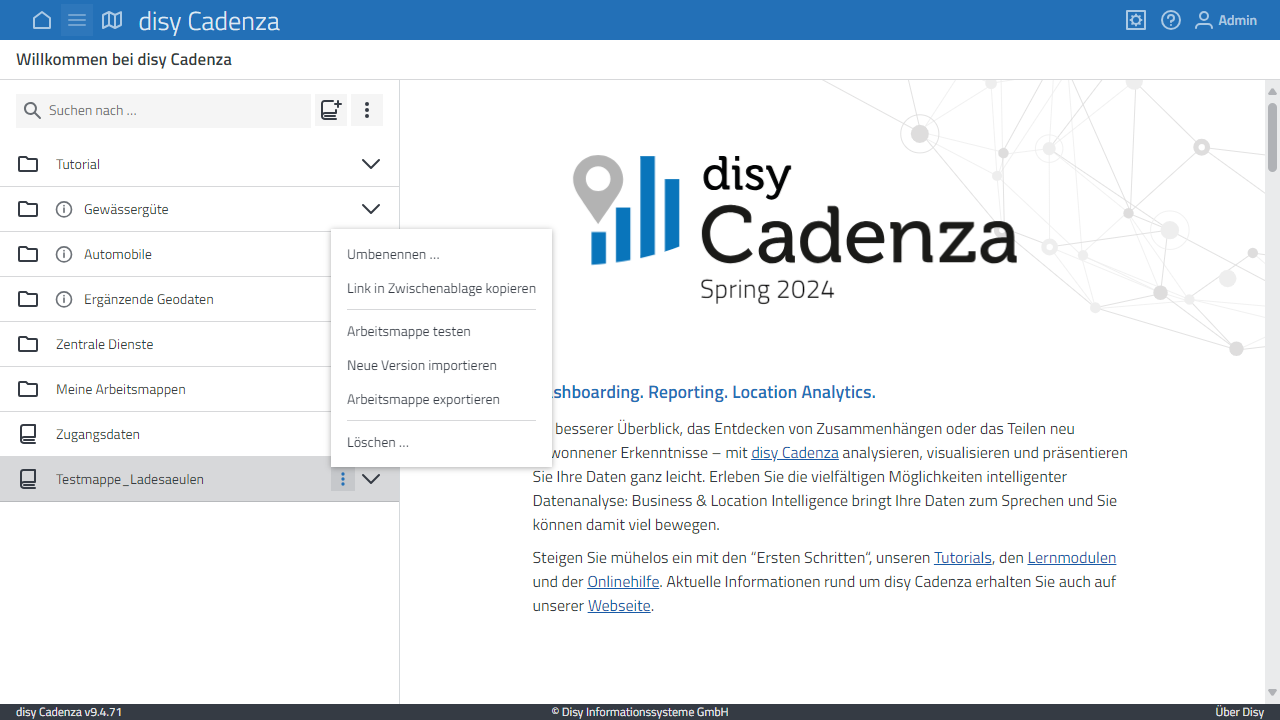 disy Cadenza
Admin
Willkommen bei disy Cadenza
Suchen nach ...
Tutorial
Gewässergüte
Automobile
Ergänzende Geodaten
Zentrale Dienste
Meine Arbeitsmappen
Zugangsdaten
Testmappe_Ladesaeulen
Umbenennen ...
Link in Zwischenablage kopieren
Arbeitsmappe testen
Neue Version importieren
Arbeitsmappe exportieren
Löschen ...
disy
Cadenza
Spring 2024
shboarding. Reporting. Location Analytics.
besserer Überblick, das Entdecken von Zusammenhängen oder das Teilen neu
wonnener Erkenntnisse – mit disy Cadenza analysieren, visualisieren und präsentieren
Sie Ihre Daten ganz leicht. Erleben Sie die vielfältigen Möglichkeiten intelligenter
Datenanalyse: Business & Location Intelligence bringt Ihre Daten zum Sprechen und Sie
können damit viel bewegen.
Steigen Sie mühelos ein mit den “Ersten Schritten“, unseren Tutorials, den Lernmodulen
und der Onlinehilfe. Aktuelle Informationen rund um disy Cadenza erhalten Sie auch auf
unserer Webseite.
disy Cadenza v9.4.71
© Disy Informationssysteme GmbH
Über Disy